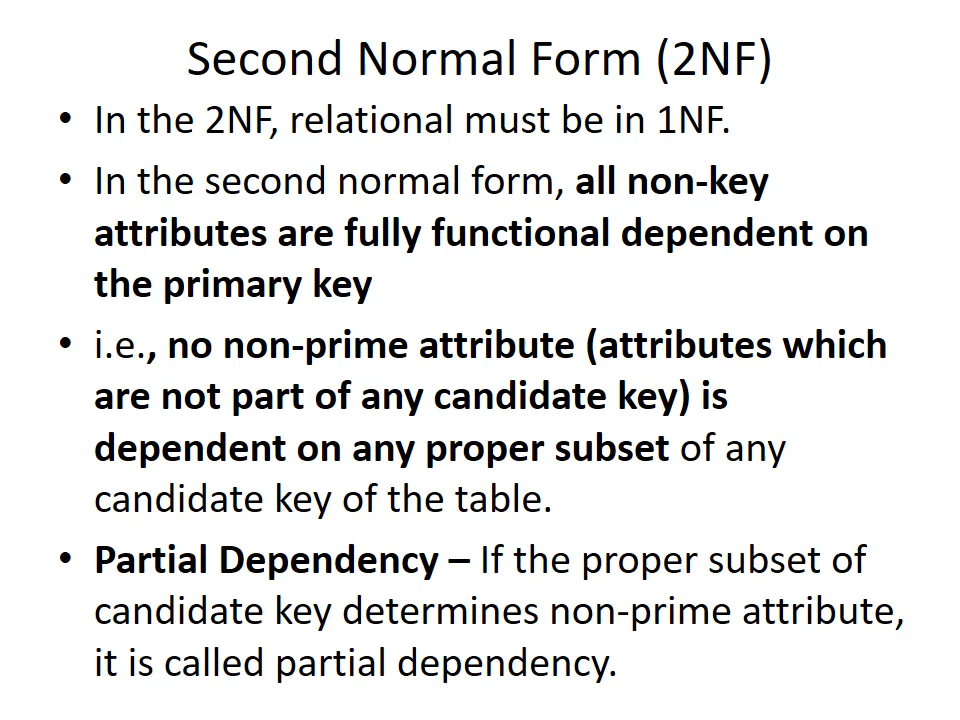 Second Normal Form (2NF)
• In the 2NF, relational must be in 1NF.
• In the second normal form, all non-key
attributes are fully functional dependent on
the primary key
• i.e., no non-prime attribute (attributes which
are not part of any candidate key) is
dependent on any proper subset of any
candidate key of the table.
• Partial Dependency – If the proper subset of
candidate key determines non-prime attribute,
it is called partial dependency.